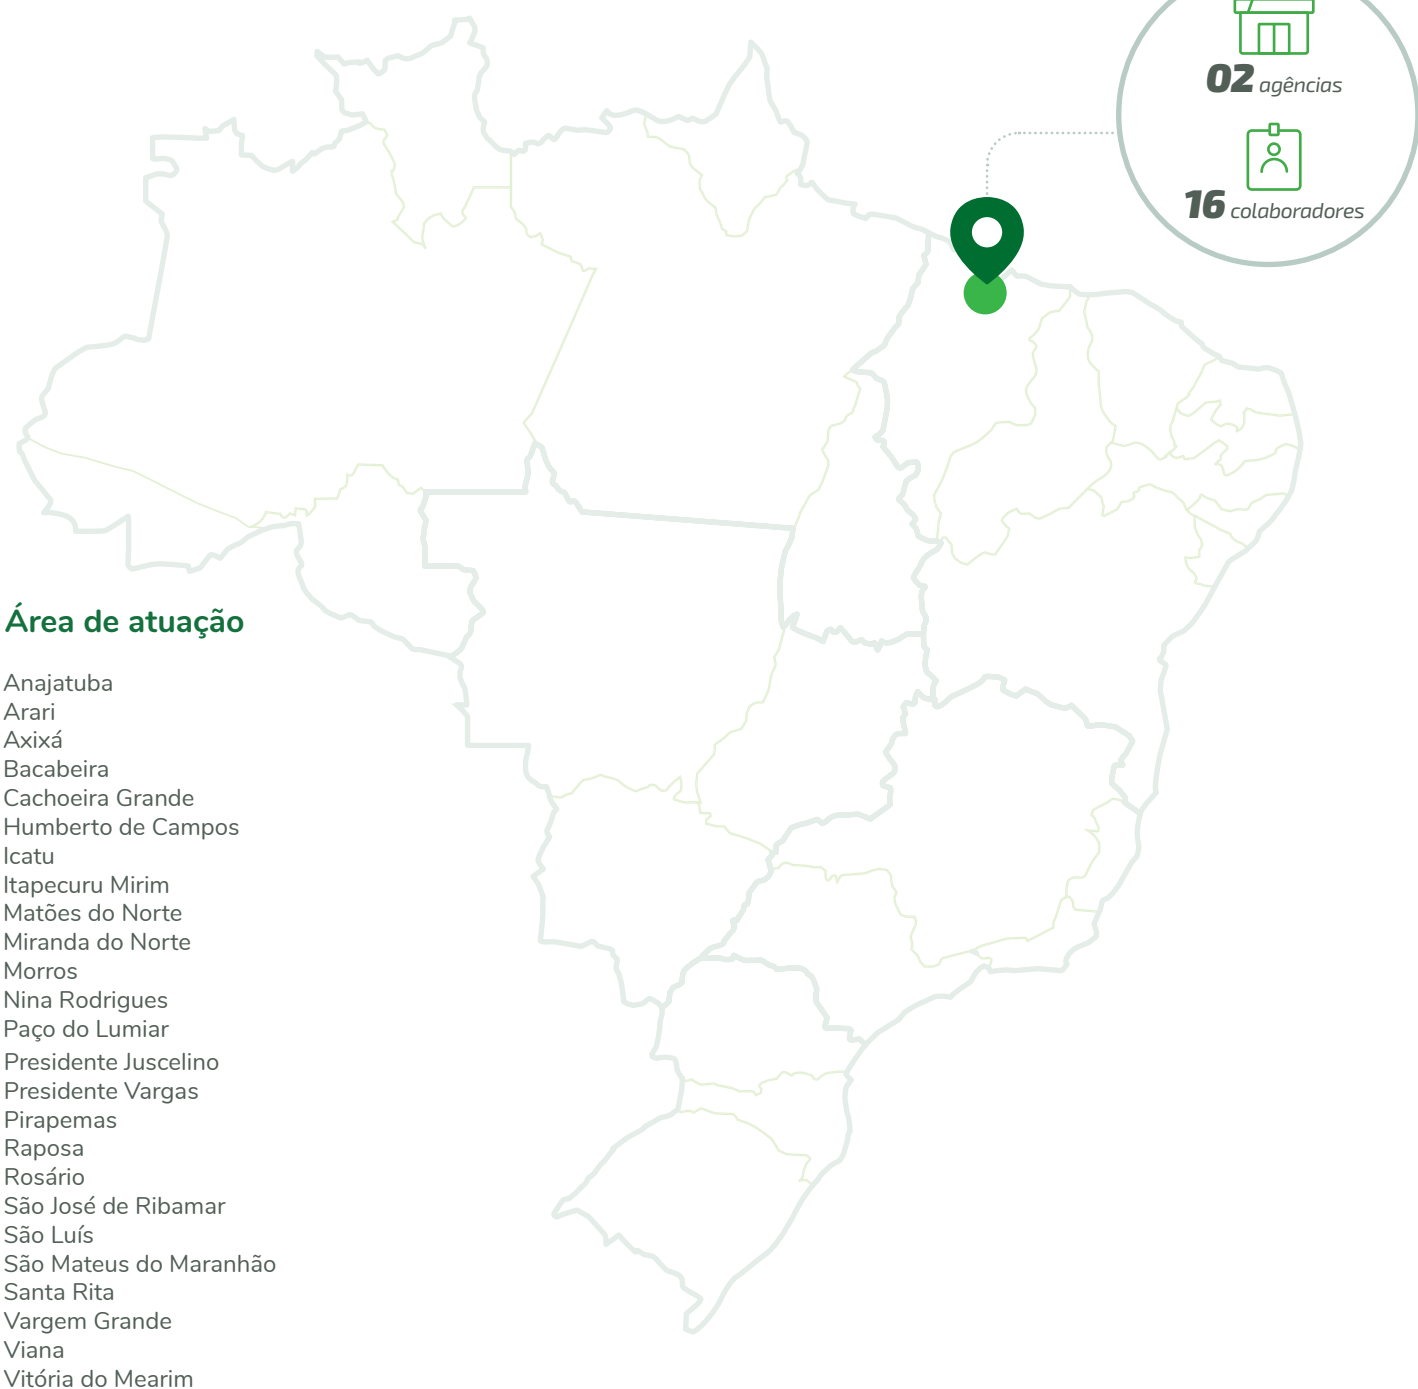 02 agências
16 colaboradores
Área de atuação
Anajatuba
Arari
Axixá
Bacabeira
Cachoeira Grande
Humberto de Campos
Icatu
Itapecuru Mirim
Matões do Norte
Miranda do Norte
Morros
Nina Rodrigues
Paço do Lumiar
Presidente Juscelino
Presidente Vargas
Pirapemas
Raposa
Rosário
São José de Ribamar
São Luís
São Mateus do Maranhão
Santa Rita
Vargem Grande
Viana
Vitória do Mearim